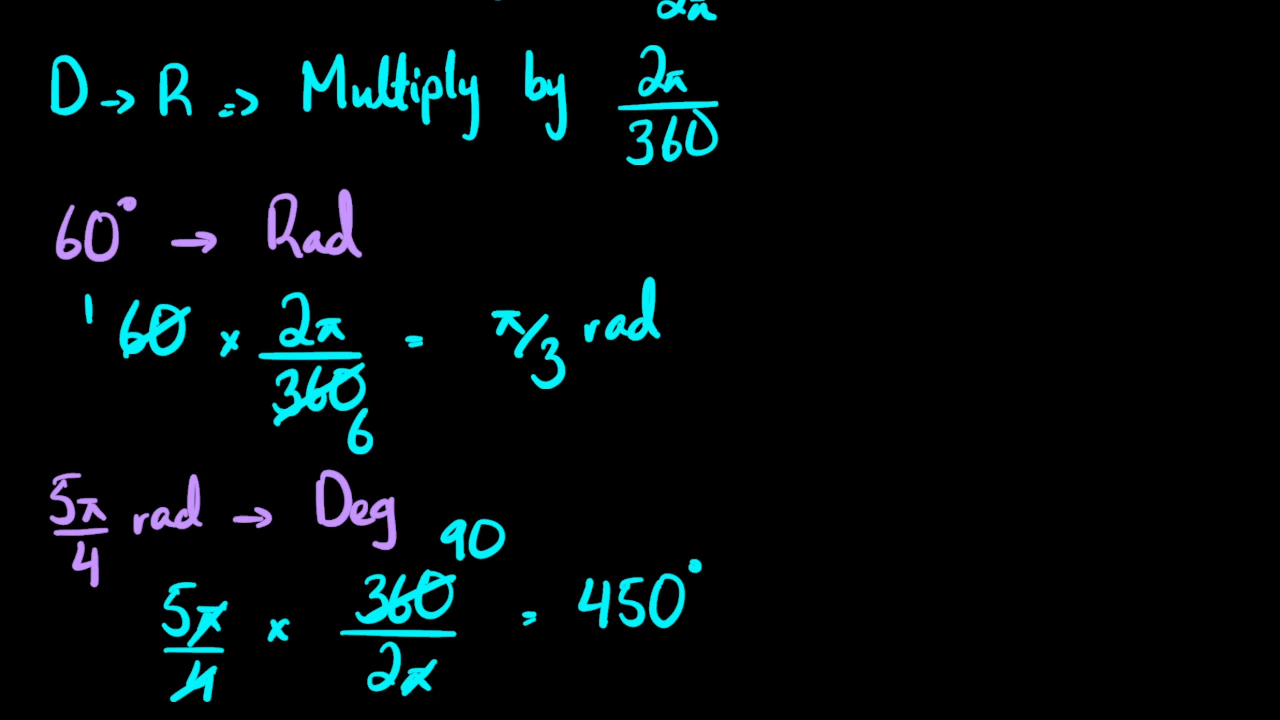 2π
D → R => Multiply by 2π/360
60° → Rad
1 60 × 2π/360 = π/3 rad
6
5π/4 rad → Deg
90
5π/4 × 360/2π = 450°